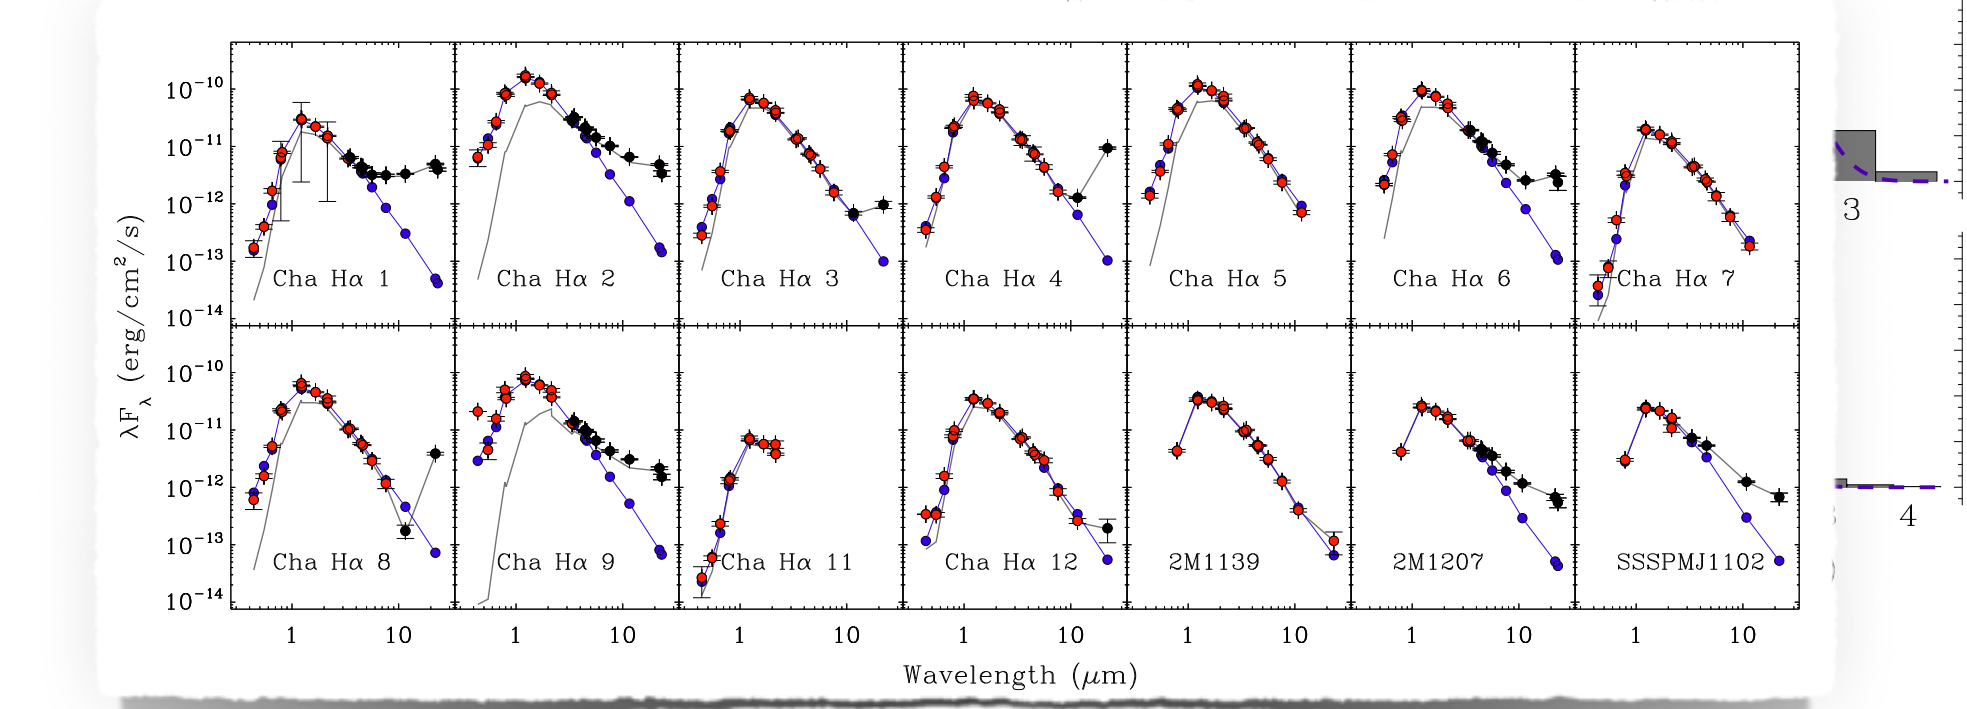 10⁻¹⁰
10⁻¹¹
10⁻¹²
10⁻¹³
10⁻¹⁴
Cha Hα 1
Cha Hα 2
Cha Hα 3
Cha Hα 4
Cha Hα 5
Cha Hα 6
Cha Hα 7
3
λF_λ (erg/cm²/s)
10⁻¹⁰
10⁻¹¹
10⁻¹²
10⁻¹³
10⁻¹⁴
Cha Hα 8
Cha Hα 9
Cha Hα 11
Cha Hα 12
2M1139
2M1207
SSSPMJ1102
4
1 10 1 10 1 10 1 10 1 10 1 10 1 10
Wavelength (μm)